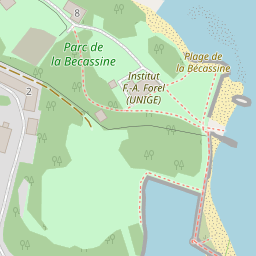 8
Parc de
la Bécassine
Plage de
la Bécassine
Institut
F.-A. Forel
(UNIGE)
2